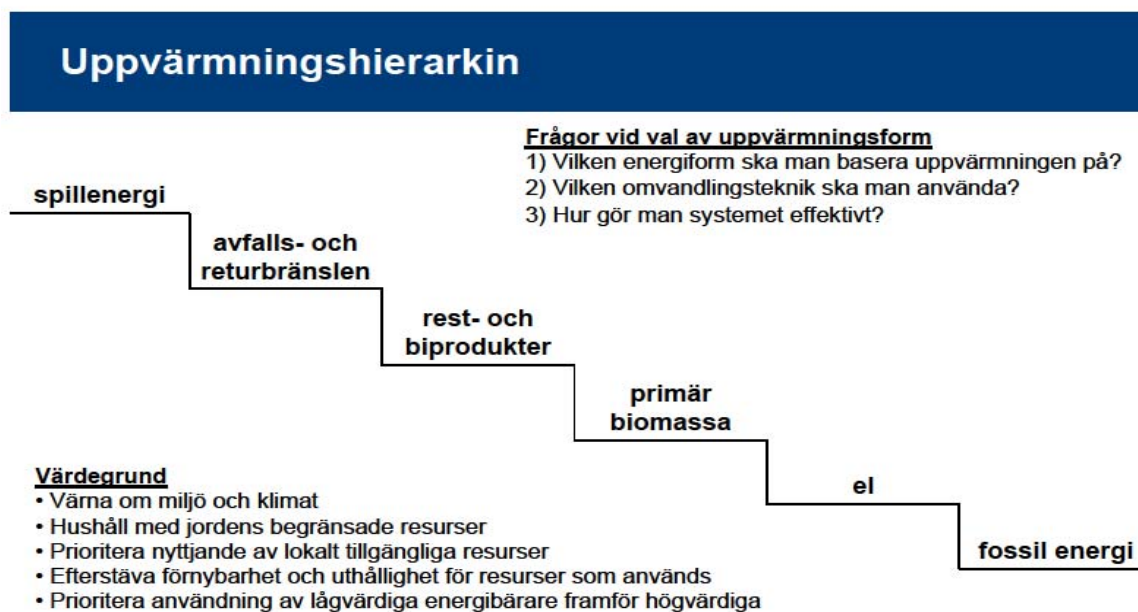 Uppvärmningshierarkin
Frågor vid val av uppvärmningsform
1) Vilken energiform ska man basera uppvärmningen på?
2) Vilken omvandlingsteknik ska man använda?
3) Hur gör man systemet effektivt?
spillenergi
avfalls- och
returbränslen
rest- och
biprodukter
primär
biomassa
el
fossil energi
Värdegrund
• Värna om miljö och klimat
• Hushåll med jordens begränsade resurser
• Prioritera nyttjande av lokalt tillgängliga resurser
• Efterstäva förnybarhet och uthållighet för resurser som används
• Prioritera användning av lågvärdiga energibärare framför högvärdiga